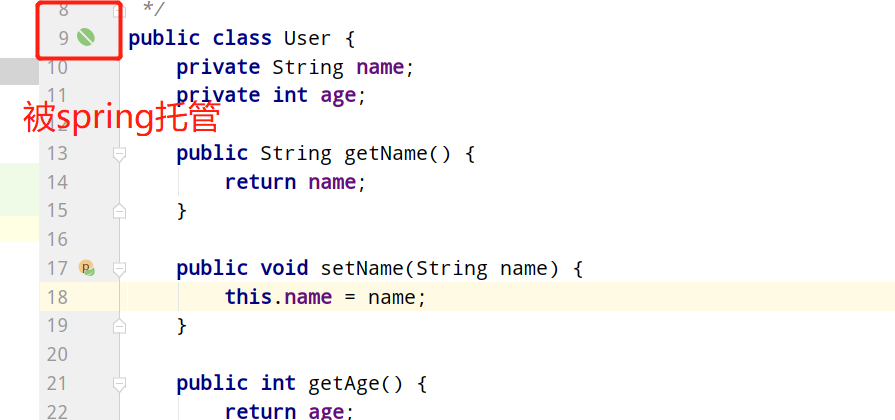 8 */
9 public class User {
10 private String name;
11 private int age;
被spring托管
12
13 public String getName() {
14 return name;
15 }
16
17 public void setName(String name) {
18 this.name = name;
19 }
20
21 public int getAge() {
22 return age;